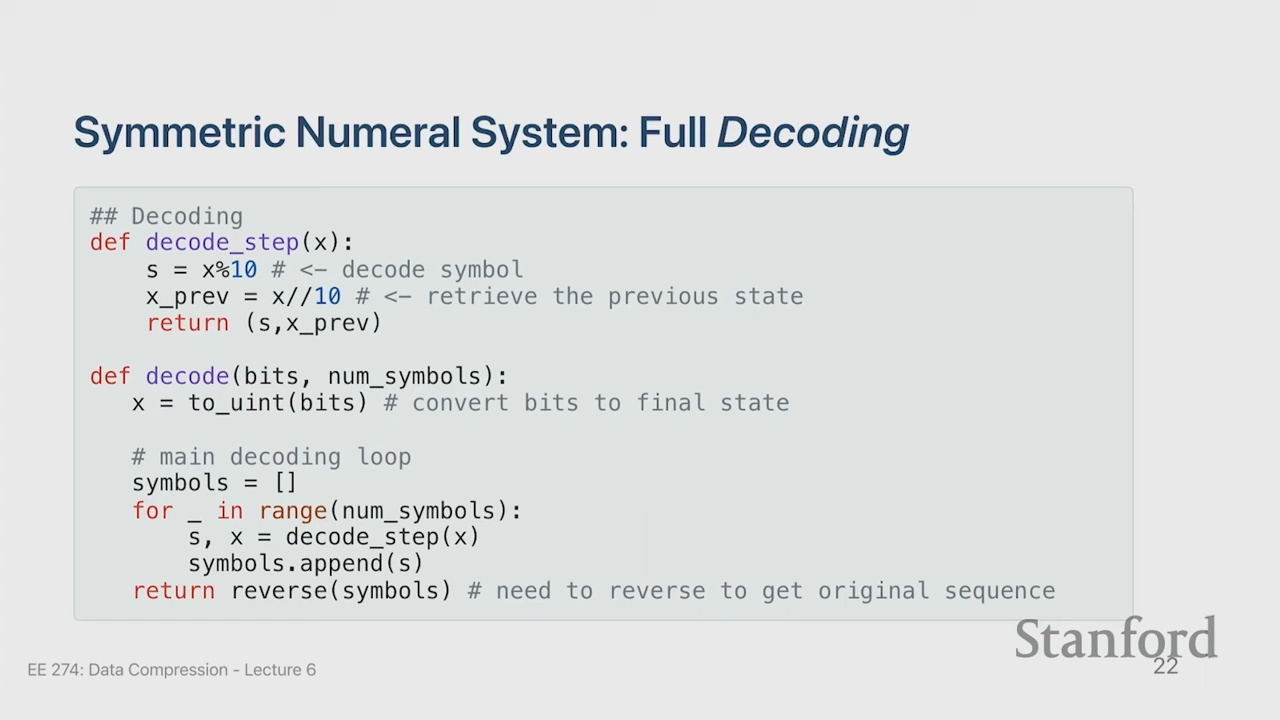 Symmetric Numeral System: Full Decoding
## Decoding
def decode_step(x):
    s = x%10 # <- decode symbol
    x_prev = x//10 # <- retrieve the previous state
    return (s,x_prev)
def decode(bits, num_symbols):
   x = to_uint(bits) # convert bits to final state
   # main decoding loop
   symbols = []
   for _ in range(num_symbols):
       s, x = decode_step(x)
       symbols.append(s)
   return reverse(symbols) # need to reverse to get original sequence
Stanford
EE 274: Data Compression - Lecture 6
22